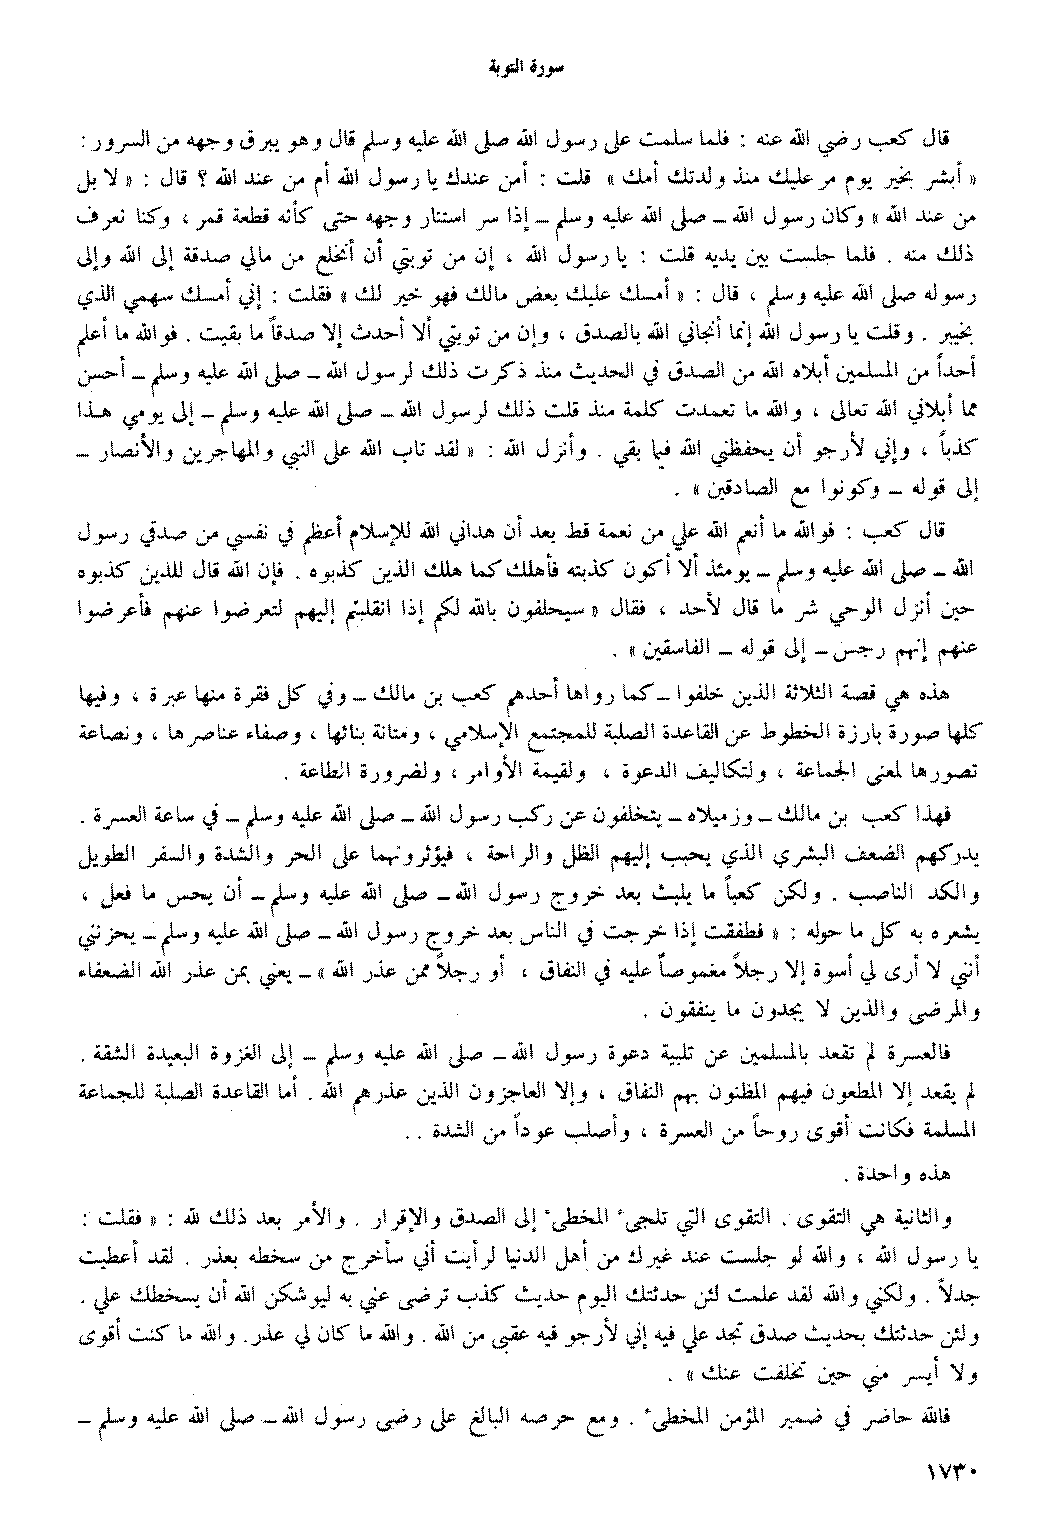 سورة التوبة
قال كعب رضي الله عنه : فلما سلمت على رسول الله صلى الله عليه وسلم قال وهو يبرق وجهه من السرور :
« أبشر بخير يوم مر عليك منذ ولدتك أمك » قلت : أمن عندك يا رسول الله أم من عند الله ؟ قال : « لا بل
من عند الله » وكان رسول الله – صلى الله عليه وسلم – إذا سر استنار وجهه حتى كأنه قطعة قمر ، وكنا نعرف
ذلك منه . فلما جلست بين يديه قلت : يا رسول الله ، إن من توبتي أن أنخلع من مالي صدقة إلى الله وإلى
رسوله صلى الله عليه وسلم ، قال : « أمسك عليك بعض مالك فهو خير لك » فقلت : إني أمسك سهمي الذي
بخيبر . وقلت يا رسول الله إنما أنجاني الله بالصدق ، وإن من توبتي ألا أحدث إلا صدقاً ما بقيت . فوالله ما أعلم
أحداً من المسلمين أبلاه الله من الصدق في الحديث منذ ذكرت ذلك لرسول الله – صلى الله عليه وسلم – أحسن
مما أبلاني الله تعالى ، والله ما تعمدت كلمة منذ قلت ذلك لرسول الله – صلى الله عليه وسلم – إلى يومي هذا
كذباً ، وإني لأرجو أن يحفظني الله فيما بقي . وأنزل الله : « لقد تاب الله على النبي والمهاجرين والأنصار –
إلى قوله – وكونوا مع الصادقين » .
قال كعب : فوالله ما أنعم الله علي من نعمة قط بعد أن هداني الله للإسلام أعظم في نفسي من صدقي رسول
الله – صلى الله عليه وسلم – يومئذ ألا أكون كذبته فأهلك كما هلك الذين كذبوه . فإن الله قال للذين كذبوه
حين أنزل الوحي شر ما قال لأحد ، فقال « سيحلفون بالله لكم إذا انقلبتم إليهم لتعرضوا عنهم فأعرضوا
عنهم إنهم رجس – إلى قوله – الفاسقين » .
هذه هي قصة الثلاثة الذين خلفوا – كما رواها أحدهم كعب بن مالك – وفي كل فقرة منها عبرة ، وفيها
كلها صورة بارزة الخطوط عن القاعدة الصلبة للمجتمع الإسلامي ، ومتانة بنائها ، وصفاء عناصرها ، ونصاعة
تصورها لمعنى الجماعة ، ولتكاليف الدعوة ، ولقيمة الأوامر ، ولضرورة الطاعة .
فهذا كعب بن مالك – وزميلاه – يتخلفون عن ركب رسول الله – صلى الله عليه وسلم – في ساعة العسرة .
يدركهم الضعف البشري الذي يحبب إليهم الظل والراحة ، فيؤثرونهما على الحر والشدة والسفر الطويل
والكد الناصب . ولكن كعباً ما يلبث بعد خروج رسول الله – صلى الله عليه وسلم – أن يحس ما فعل ،
يشعره به كل ما حوله : « فطفقت إذا خرجت في الناس بعد خروج رسول الله – صلى الله عليه وسلم – يحزنني
أنني لا أرى لي أسوة إلا رجلاً مغموصاً عليه في النفاق ، أو رجلاً ممن عذر الله » – يعني بمن عذر الله الضعفاء
والمرضى والذين لا يجدون ما ينفقون .
فالعسرة لم تقعد بالمسلمين عن تلبية دعوة رسول الله – صلى الله عليه وسلم – إلى الغزوة البعيدة الشقة .
لم يقعد إلا المطعون فيهم المظنون بهم النفاق ، وإلا العاجزون الذين عذرهم الله . أما القاعدة الصلبة للجماعة
المسلمة فكانت أقوى روحاً من العسرة ، وأصلب عوداً من الشدة . .
هذه واحدة .
والثانية هي التقوى . التقوى التي تلجىء المخطىء إلى الصدق والإقرار . والأمر بعد ذلك لله : « فقلت :
يا رسول الله ، والله لو جلست عند غيرك من أهل الدنيا لرأيت أني سأخرج من سخطه بعذر . لقد أعطيت
جدلاً . ولكني والله لقد علمت لئن حدثتك اليوم حديث كذب ترضى عني به ليوشكن الله أن يسخطك علي .
ولئن حدثتك بحديث صدق تجد علي فيه إني لأرجو فيه عقبى من الله . والله ما كان لي عذر. والله ما كنت أقوى
ولا أيسر مني حين تخلفت عنك » .
فالله حاضر في ضمير المؤمن المخطىء . ومع حرصه البالغ على رضى رسول الله – صلى الله عليه وسلم –
١٧٣٠